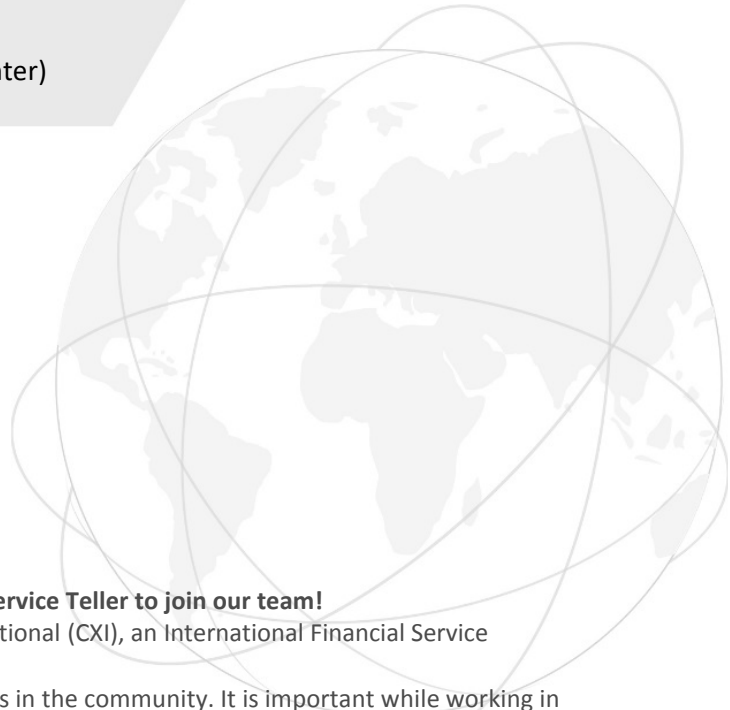 ter)
ervice Teller to join our team!
tional (CXI), an International Financial Service
s in the community. It is important while working in